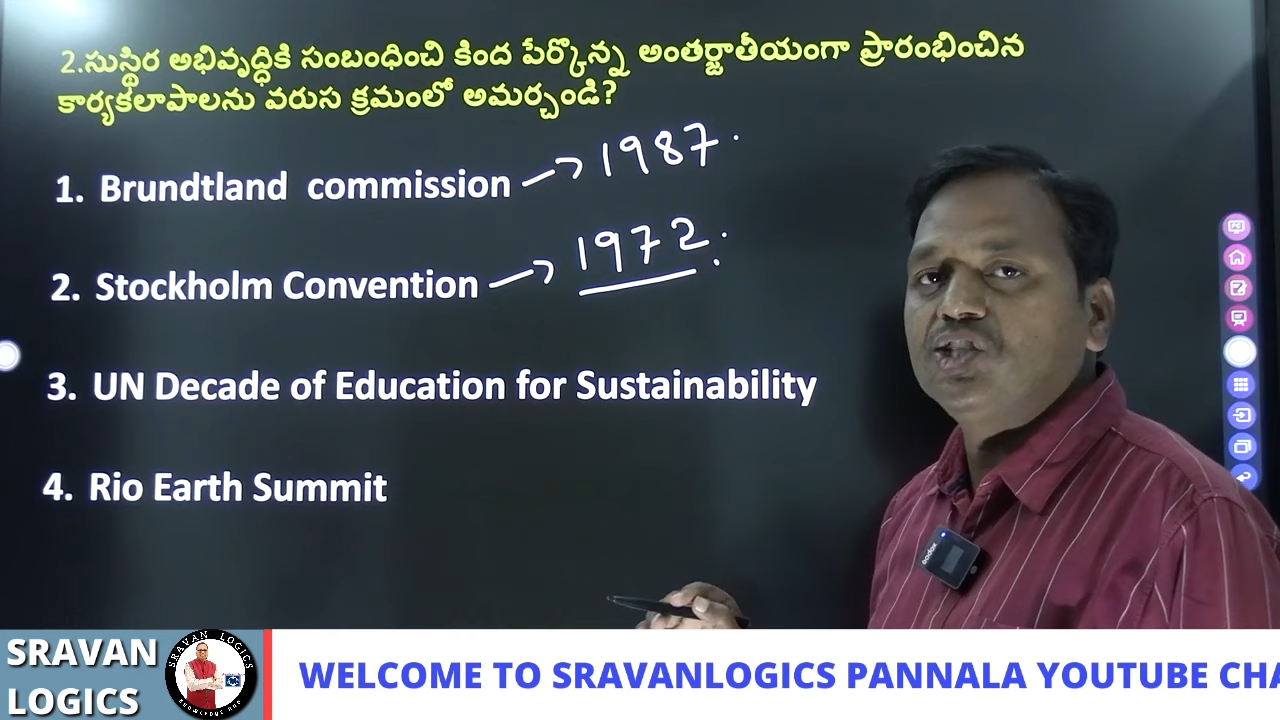 2.సుస్థిర అభివృద్ధికి సంబంధించి కింద పేర్కొన్న అంతర్జాతీయంగా ప్రారంభించిన
కార్యకలాపాలను వరుస క్రమంలో అమర్చండి?
1. Brundtland commission → 1987.
2. Stockholm Convention → 1972.
3. UN Decade of Education for Sustainability
4. Rio Earth Summit
Godox
SRAVAN
LOGICS
SRAVAN LOGICS
WELCOME TO SRAVANLOGICS PANNALA YOUTUBE CHA